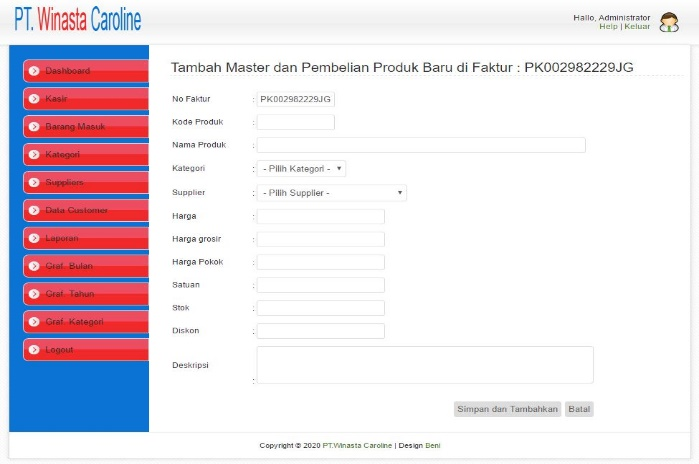 PT. Winasta Caroline
Hallo, Administrator
Help | Keluar
Dashboard
Kasir
Barang Masuk
Kategori
Suppliers
Data Customer
Laporan
Graf. Bulan
Graf. Tahun
Graf. Kategori
Logout
Tambah Master dan Pembelian Produk Baru di Faktur : PK002982229JG
No Faktur : PK002982229JG
Kode Produk :
Nama Produk :
Kategori : - Pilih Kategori -
Supplier : - Pilih Supplier -
Harga :
Harga grosir :
Harga Pokok :
Satuan :
Stok :
Diskon :
Deskripsi :
Simpan dan Tambahkan Batal
Copyright © 2020 PT.Winasta Caroline | Design Beni